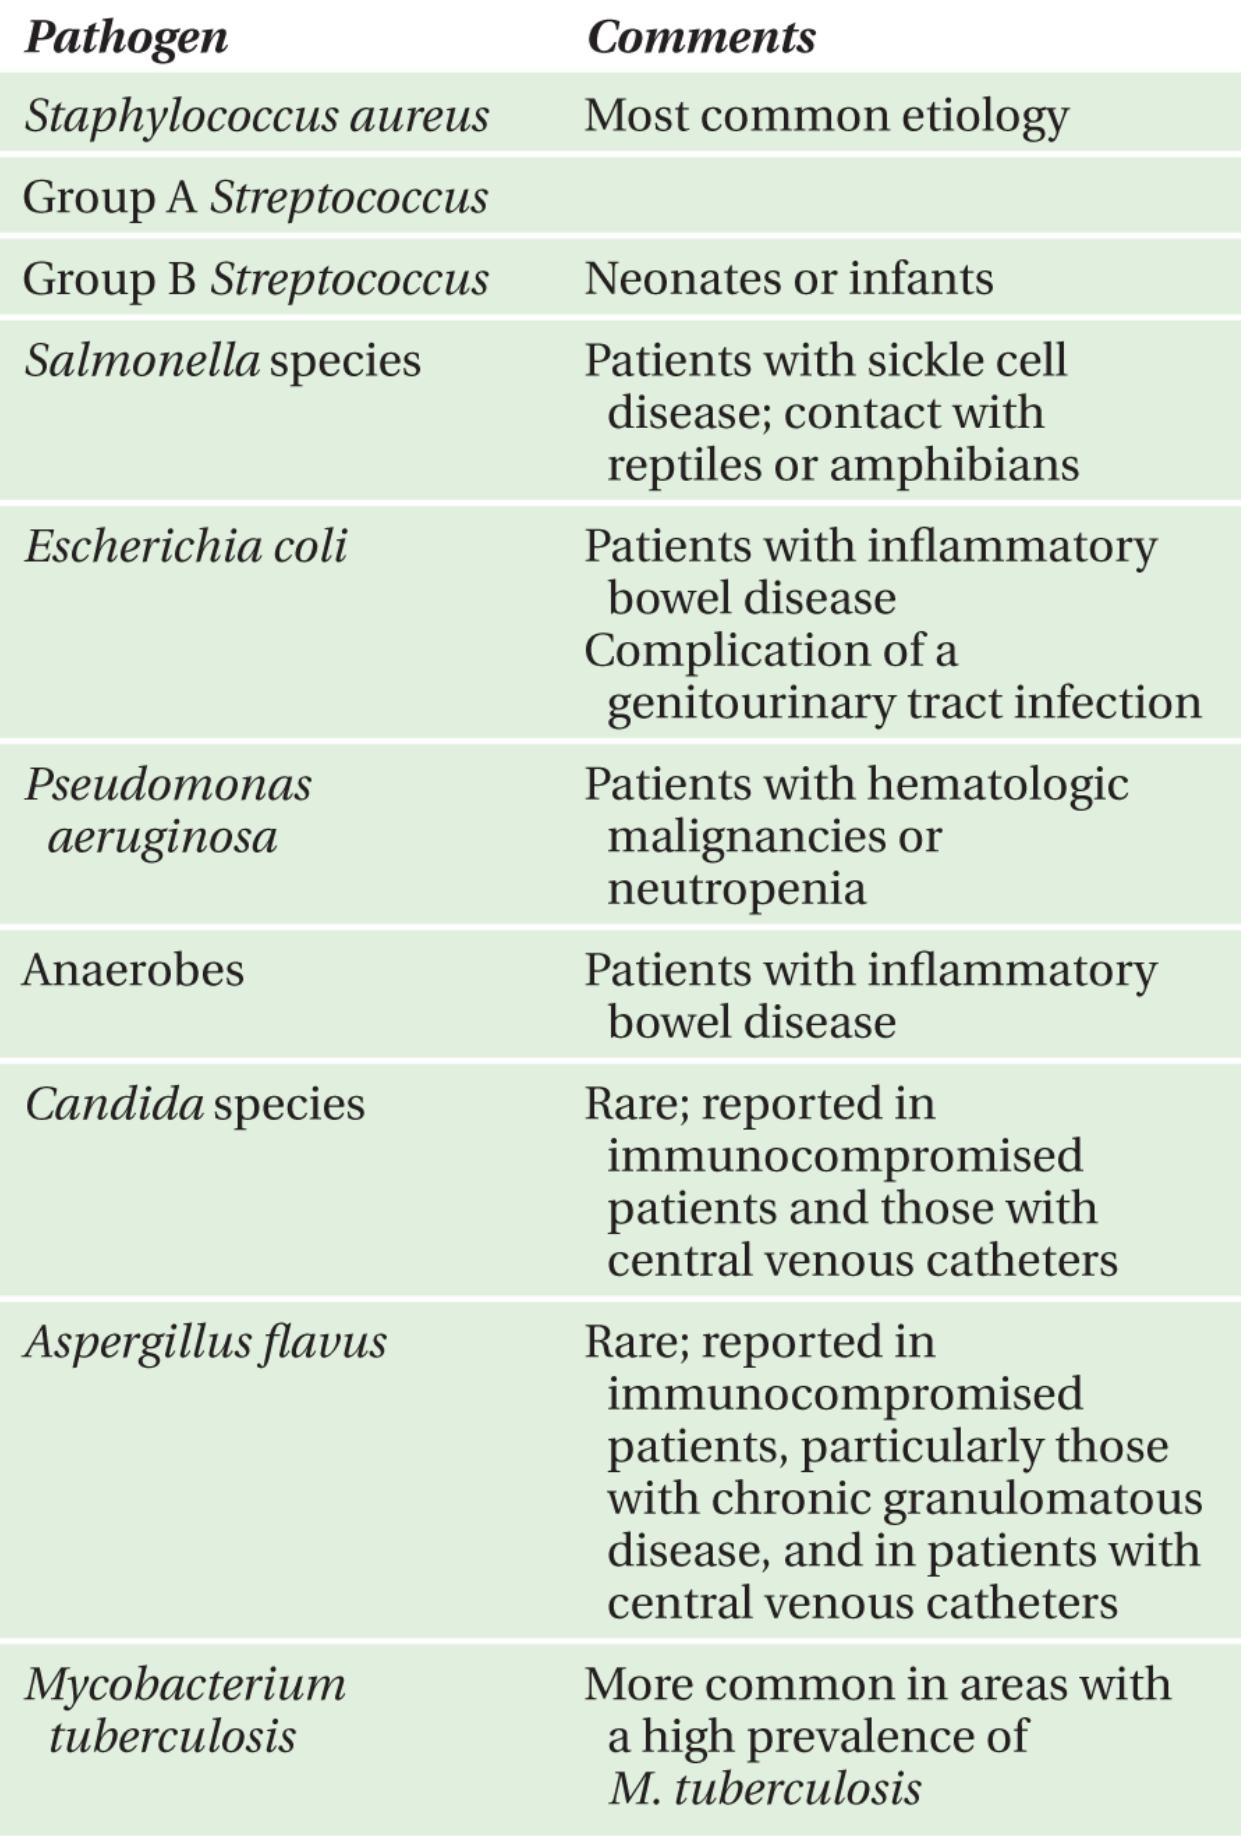 Pathogen Comments
Staphylococcus aureus Most common etiology
Group A Streptococcus
Group B Streptococcus Neonates or infants
Salmonella species Patients with sickle cell
disease; contact with
reptiles or amphibians
Escherichia coli Patients with inflammatory
bowel disease
Complication of a
genitourinary tract infection
Pseudomonas Patients with hematologic
aeruginosa malignancies or
neutropenia
Anaerobes Patients with inflammatory
bowel disease
Candida species Rare; reported in
immunocompromised
patients and those with
central venous catheters
Aspergillus flavus Rare; reported in
immunocompromised
patients, particularly those
with chronic granulomatous
disease, and in patients with
central venous catheters
Mycobacterium More common in areas with
tuberculosis a high prevalence of
M. tuberculosis